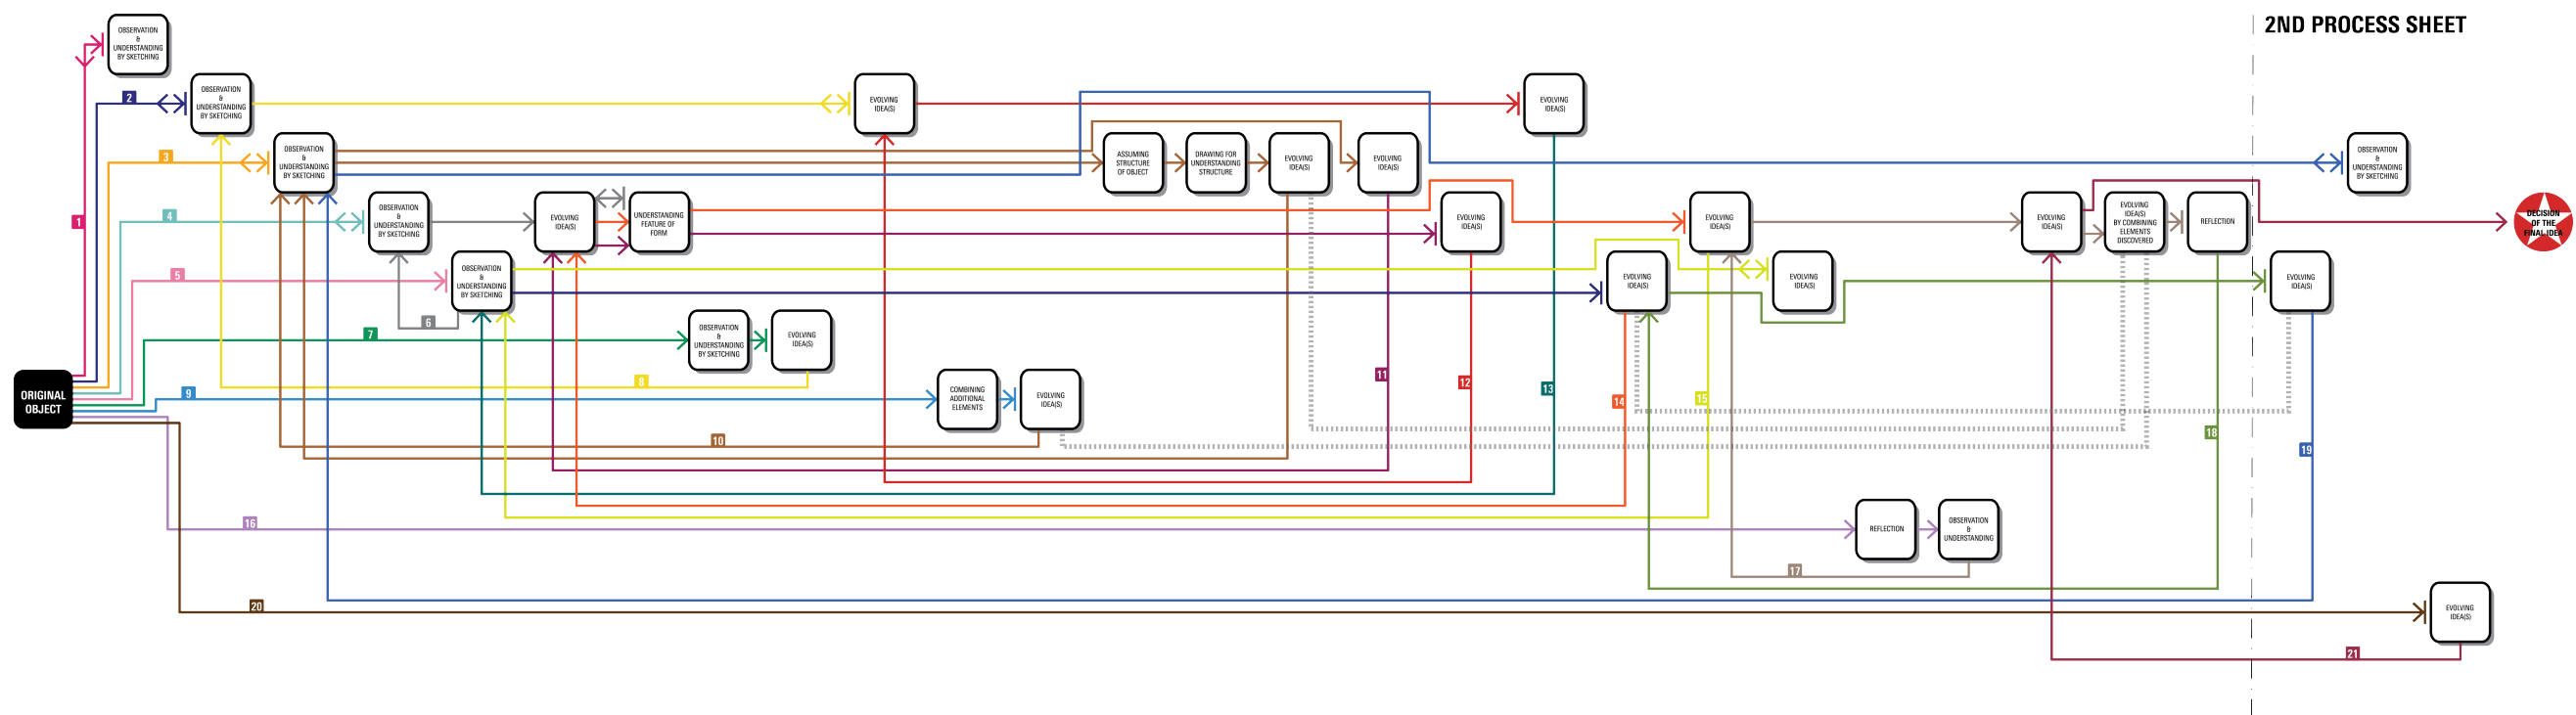 2ND PROCESS SHEET
OBSERVATION
&
UNDERSTANDING
BY SKETCHING
2
OBSERVATION
&
UNDERSTANDING
BY SKETCHING
EVOLVING
IDEA(S)
EVOLVING
IDEA(S)
3
OBSERVATION
&
UNDERSTANDING
BY SKETCHING
ASSUMING
STRUCTURE
OF OBJECT
DRAWING FOR
UNDERSTANDING
STRUCTURE
EVOLVING
IDEA(S)
EVOLVING
IDEA(S)
OBSERVATION
&
UNDERSTANDING
BY SKETCHING
1
4
OBSERVATION
&
UNDERSTANDING
BY SKETCHING
EVOLVING
IDEA(S)
UNDERSTANDING
FEATURE OF
FORM
EVOLVING
IDEA(S)
EVOLVING
IDEA(S)
EVOLVING
IDEA(S)
EVOLVING
IDEA(S)
BY COMBINING
ELEMENTS
DISCOVERED
REFLECTION
DECISION
OF THE
FINAL IDEA
5
OBSERVATION
&
UNDERSTANDING
BY SKETCHING
EVOLVING
IDEA(S)
EVOLVING
IDEA(S)
EVOLVING
IDEA(S)
6
7
OBSERVATION
&
UNDERSTANDING
BY SKETCHING
EVOLVING
IDEA(S)
ORIGINAL
OBJECT
8
9
COMBINING
ADDITIONAL
ELEMENTS
EVOLVING
IDEA(S)
11
12
13
14
15
10
18
19
16
REFLECTION
OBSERVATION
&
UNDERSTANDING
17
20
EVOLVING
IDEA(S)
21